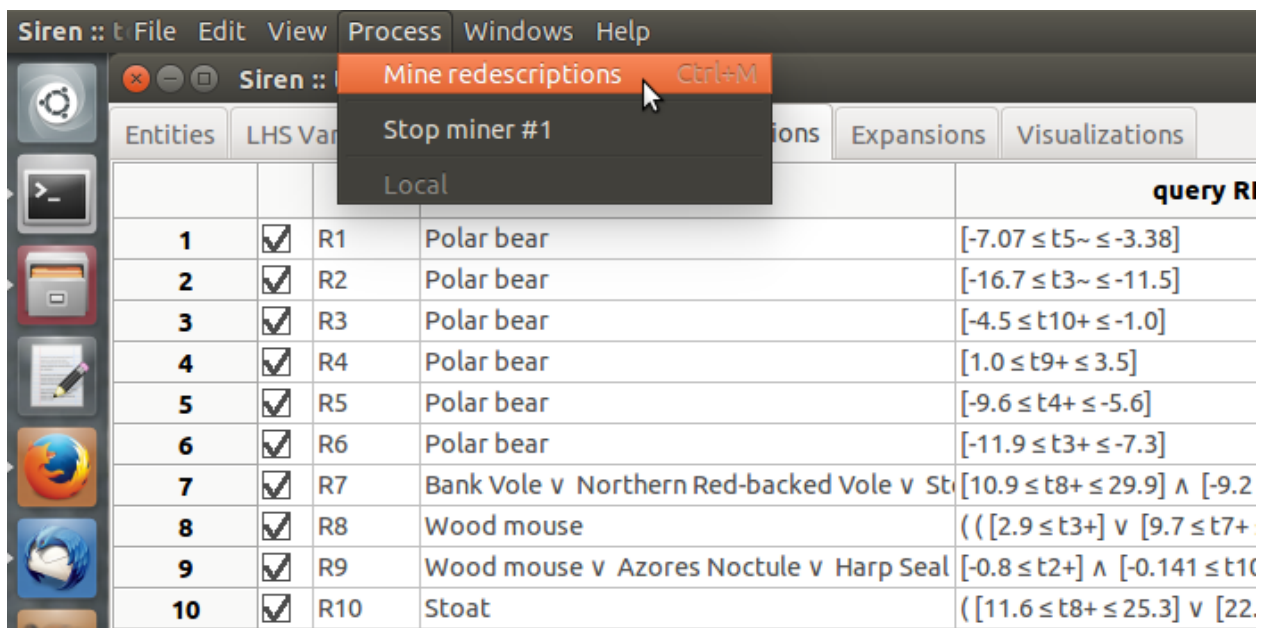 Siren :: t File Edit View Process Windows Help
Siren ::
Mine redescriptions Ctrl+M
Stop miner #1
Local
Entities LHS Var ions Expansions Visualizations
query RH
1 R1 Polar bear [-7.07 ≤ t5~ ≤ -3.38]
2 R2 Polar bear [-16.7 ≤ t3~ ≤ -11.5]
3 R3 Polar bear [-4.5 ≤ t10+ ≤ -1.0]
4 R4 Polar bear [1.0 ≤ t9+ ≤ 3.5]
5 R5 Polar bear [-9.6 ≤ t4+ ≤ -5.6]
6 R6 Polar bear [-11.9 ≤ t3+ ≤ -7.3]
7 R7 Bank Vole ∨ Northern Red-backed Vole ∨ Sto [10.9 ≤ t8+ ≤ 29.9] ∧ [-9.2
8 R8 Wood mouse ( ( [2.9 ≤ t3+] ∨ [9.7 ≤ t7+
9 R9 Wood mouse ∨ Azores Noctule ∨ Harp Seal [-0.8 ≤ t2+] ∧ [-0.141 ≤ t10
10 R10 Stoat ( [11.6 ≤ t8+ ≤ 25.3] ∨ [22.